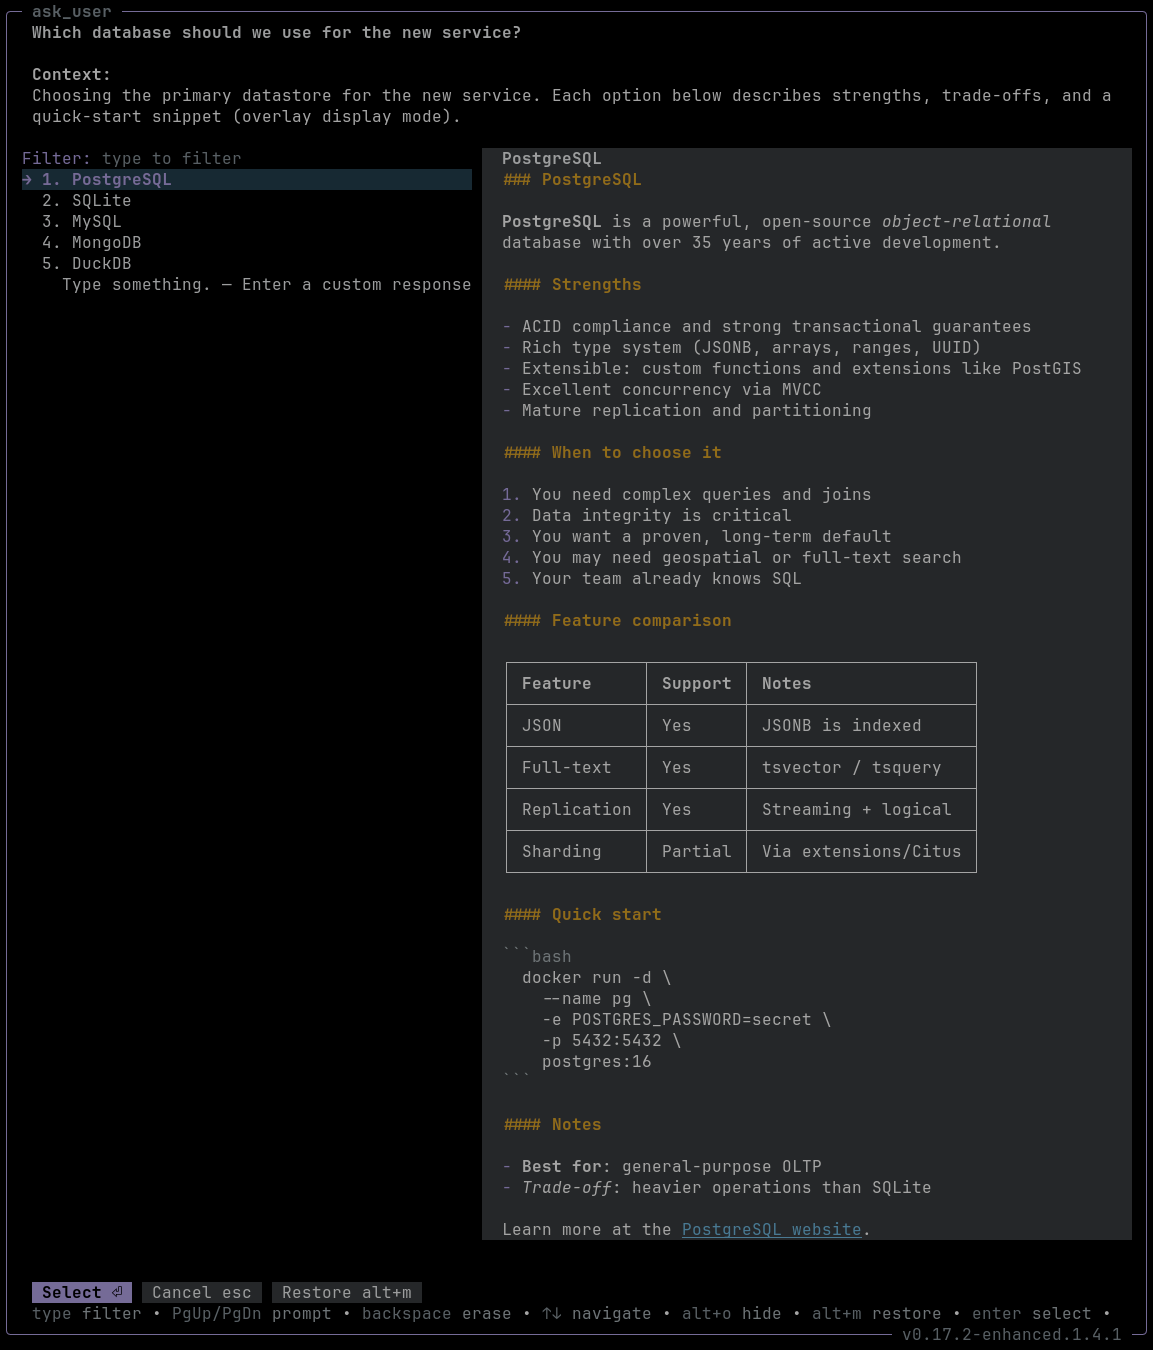 ask_user
Which database should we use for the new service?
Context:
Choosing the primary datastore for the new service. Each option below describes strengths, trade-offs, and a
quick-start snippet (overlay display mode).
Filter: type to filter
→ 1. PostgreSQL
2. SQLite
3. MySQL
4. MongoDB
5. DuckDB
Type something. — Enter a custom response
PostgreSQL
### PostgreSQL
PostgreSQL is a powerful, open-source object-relational
database with over 35 years of active development.
#### Strengths
- ACID compliance and strong transactional guarantees
- Rich type system (JSONB, arrays, ranges, UUID)
- Extensible: custom functions and extensions like PostGIS
- Excellent concurrency via MVCC
- Mature replication and partitioning
#### When to choose it
1. You need complex queries and joins
2. Data integrity is critical
3. You want a proven, long-term default
4. You may need geospatial or full-text search
5. Your team already knows SQL
#### Feature comparison
Feature Support Notes
JSON Yes JSONB is indexed
Full-text Yes tsvector / tsquery
Replication Yes Streaming + logical
Sharding Partial Via extensions/Citus
#### Quick start
```bash
docker run -d \
--name pg \
-e POSTGRES_PASSWORD=secret \
-p 5432:5432 \
postgres:16
```
#### Notes
- Best for: general-purpose OLTP
- Trade-off: heavier operations than SQLite
Learn more at the PostgreSQL website.
Select ⏎ Cancel esc Restore alt+m
type filter • PgUp/PgDn prompt • backspace erase • ↑↓ navigate • alt+o hide • alt+m restore • enter select •
v0.17.2-enhanced.1.4.1